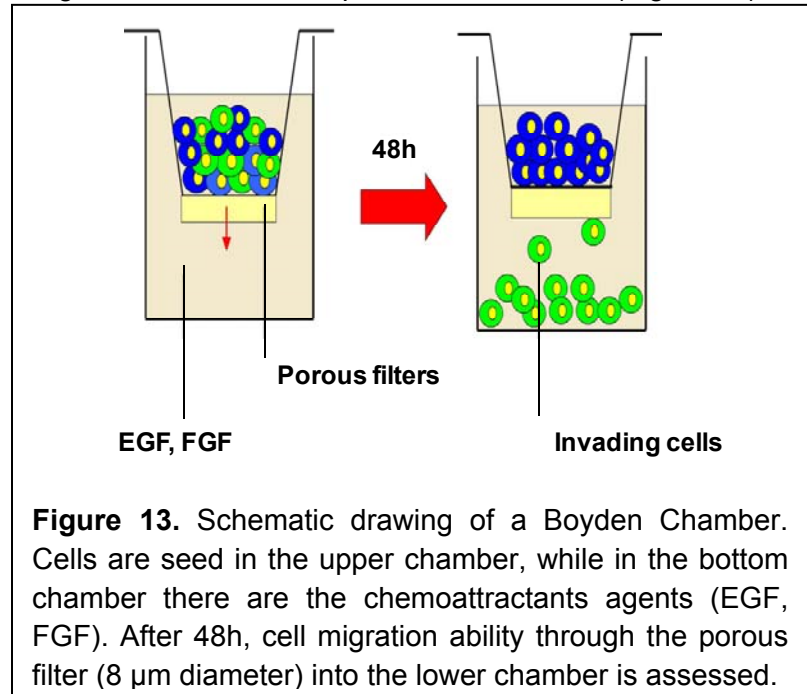 48h
Porous filters
EGF, FGF
Invading cells
Figure 13. Schematic drawing of a Boyden Chamber.
Cells are seed in the upper chamber, while in the bottom
chamber there are the chemoattractants agents (EGF,
FGF). After 48h, cell migration ability through the porous
filter (8 µm diameter) into the lower chamber is assessed.